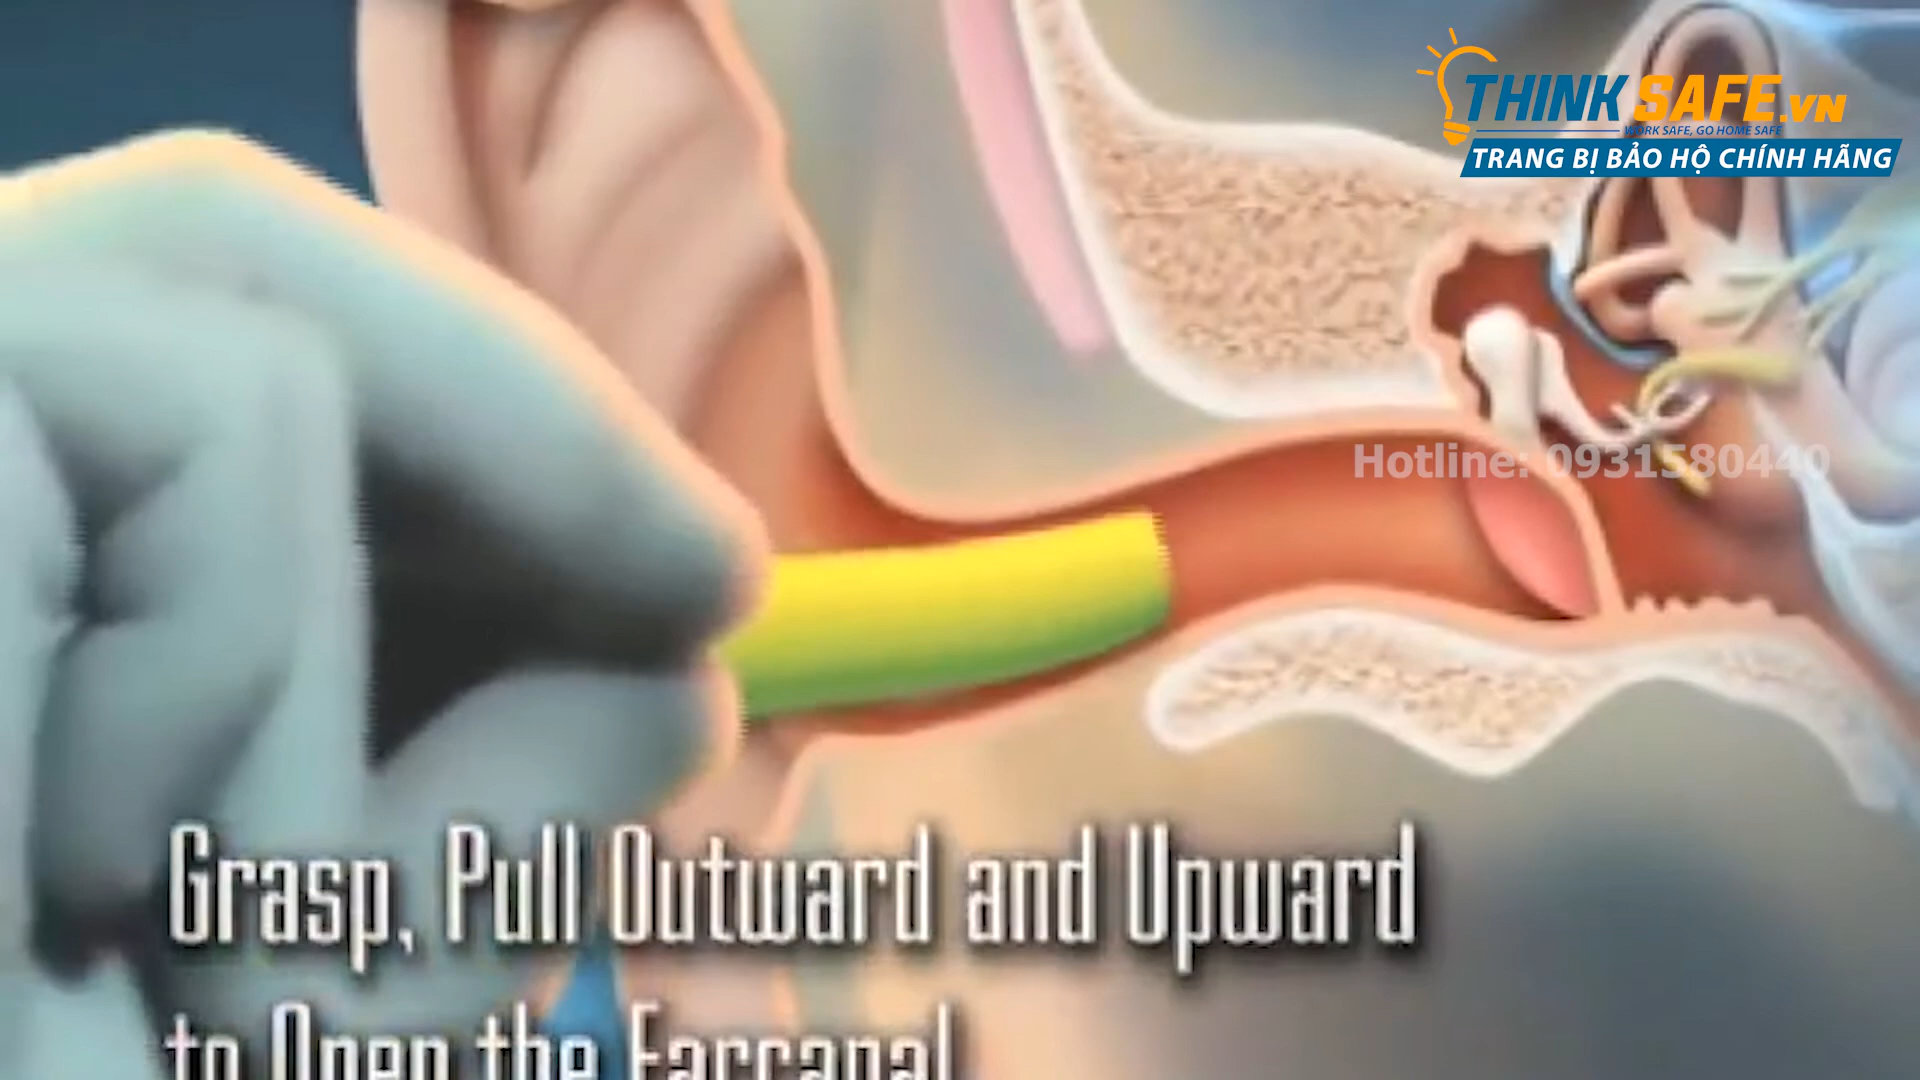 THINK SAFE.VN
WORK SAFE, GO HOME SAFE
TRANG BỊ BẢO HỘ CHÍNH HÃNG
Hotline: 0931580440
Grasp, Pull Outward and Upward
to Open the Earcanal